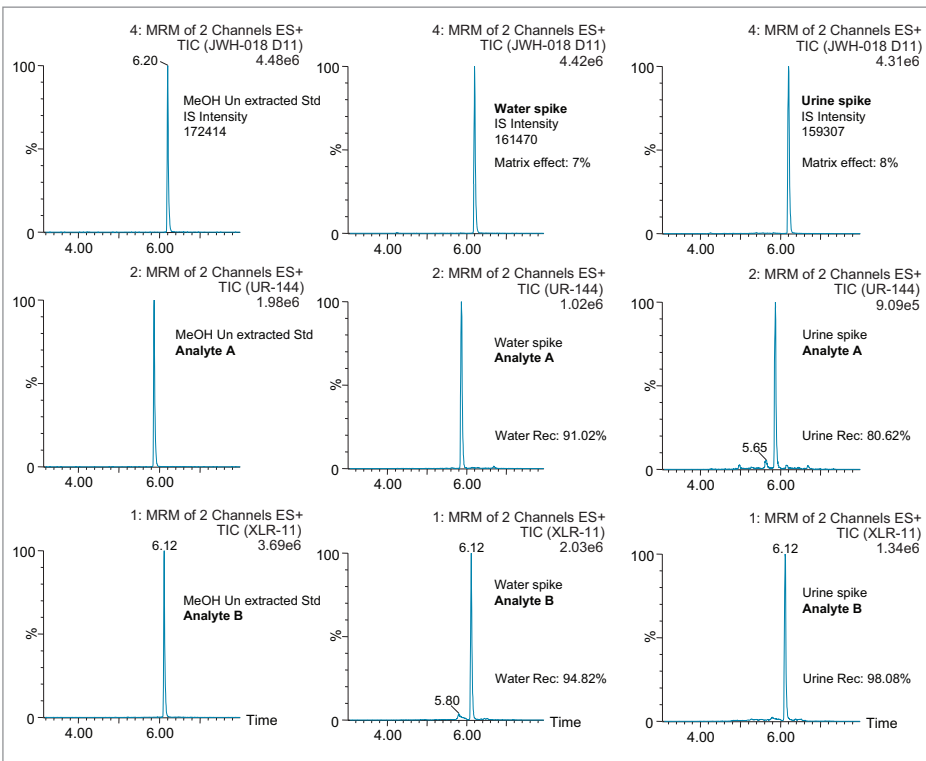 4: MRM of 2 Channels ES+
TIC (JWH-018 D11)
4.48e6
6.20
100
MeOH Un extracted Std
IS Intensity
172414
%
0
4.00
6.00
4: MRM of 2 Channels ES+
TIC (JWH-018 D11)
4.42e6
100
Water spike
IS Intensity
161470
Matrix effect: 7%
%
0
4.00
6.00
4: MRM of 2 Channels ES+
TIC (JWH-018 D11)
4.31e6
100
Urine spike
IS Intensity
159307
Matrix effect: 8%
%
0
4.00
6.00
2: MRM of 2 Channels ES+
TIC (UR-144)
1.98e6
100
MeOH Un extracted Std
Analyte A
%
0
4.00
6.00
2: MRM of 2 Channels ES+
TIC (UR-144)
1.02e6
100
Water spike
Analyte A
%
Water Rec: 91.02%
0
4.00
6.00
2: MRM of 2 Channels ES+
TIC (UR-144)
9.09e5
100
Urine spike
Analyte A
%
Urine Rec: 80.62%
5.65
0
4.00
6.00
1: MRM of 2 Channels ES+
TIC (XLR-11)
3.69e6
6.12
100
MeOH Un extracted Std
Analyte B
%
0
Time
4.00
6.00
1: MRM of 2 Channels ES+
TIC (XLR-11)
2.03e6
6.12
100
Water spike
Analyte B
%
Water Rec: 94.82%
5.80
0
Time
4.00
6.00
1: MRM of 2 Channels ES+
TIC (XLR-11)
1.34e6
6.12
100
Urine spike
Analyte B
%
Urine Rec: 98.08%
0
Time
4.00
6.00